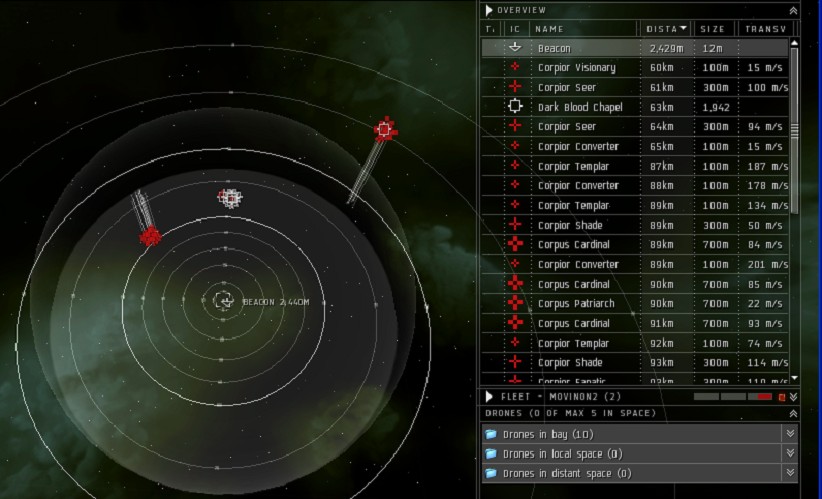 OVERVIEW
T. IC NAME DISTA SIZE TRANSV
Beacon 2,429m 12m
Corpior Visionary 60km 100m 15 m/s
Corpior Seer 61km 300m 100 m/s
Dark Blood Chapel 63km 1,942
Corpior Seer 64km 300m 94 m/s
Corpior Converter 65km 100m 15 m/s
Corpior Templar 87km 100m 187 m/s
Corpior Converter 88km 100m 178 m/s
Corpior Templar 89km 100m 134 m/s
Corpior Shade 89km 300m 50 m/s
Corpus Cardinal 89km 700m 84 m/s
Corpior Converter 89km 100m 201 m/s
Corpus Cardinal 90km 700m 85 m/s
Corpus Patriarch 90km 700m 22 m/s
Corpus Cardinal 91km 700m 93 m/s
Corpior Templar 92km 100m 74 m/s
Corpior Shade 93km 300m 114 m/s
Corpior Fanatic 93km 300m 110 m/s
BEACON 2,440M
FLEET - MOVINON2 (2)
DRONES (0 OF MAX 5 IN SPACE)
Drones in bay (10)
Drones in local space (0)
Drones in distant space (0)